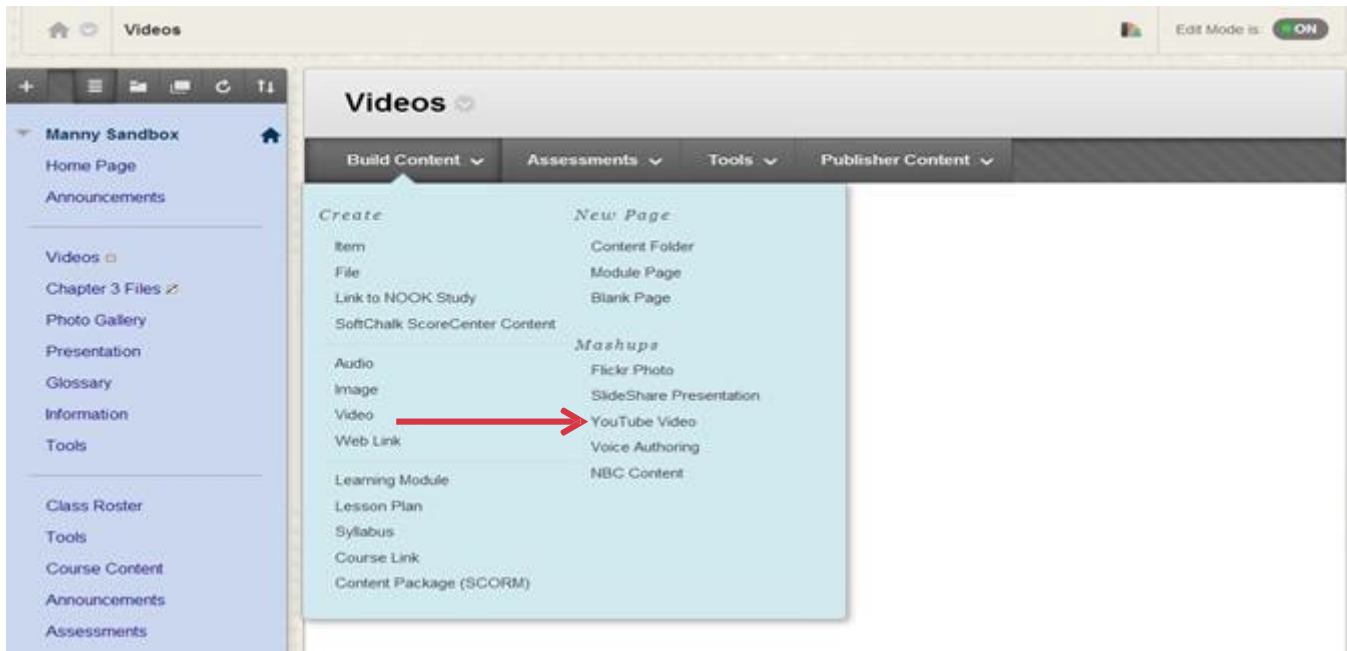 Videos
Edit Mode is: ON
Manny Sandbox
Home Page
Announcements
Videos
Chapter 3 Files
Photo Gallery
Presentation
Glossary
Information
Tools
Class Roster
Tools
Course Content
Announcements
Assessments
Videos
Build Content
Assessments
Tools
Publisher Content
Create
Item
File
Link to NOOK Study
SoftChalk ScoreCenter Content
Audio
Image
Video
Web Link
Learning Module
Lesson Plan
Syllabus
Course Link
Content Package (SCORM)
New Page
Content Folder
Module Page
Blank Page
Mashups
Flickr Photo
SlideShare Presentation
YouTube Video
Voice Authoring
NBC Content